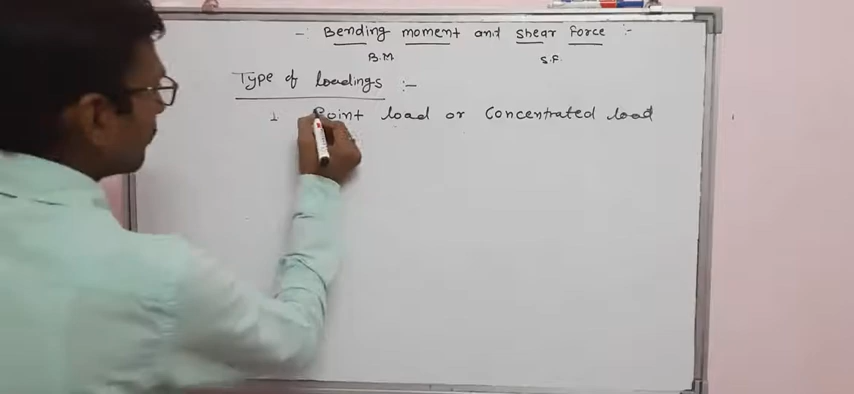 -: Bending moment and Shear Force :-
B.M S.F.
Type of loadings :-
1 Point load or Concentrated load